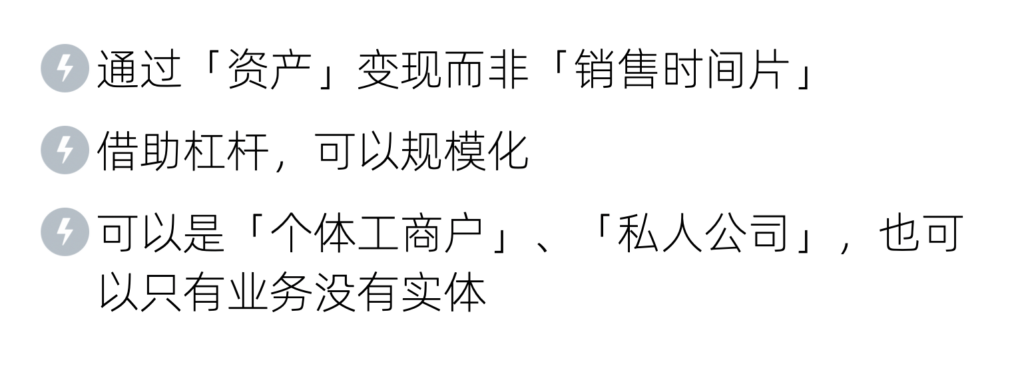 通过「资产」变现而非「销售时间片」
借助杠杆，可以规模化
可以是「个体工商户」、「私人公司」，也可
以只有业务没有实体